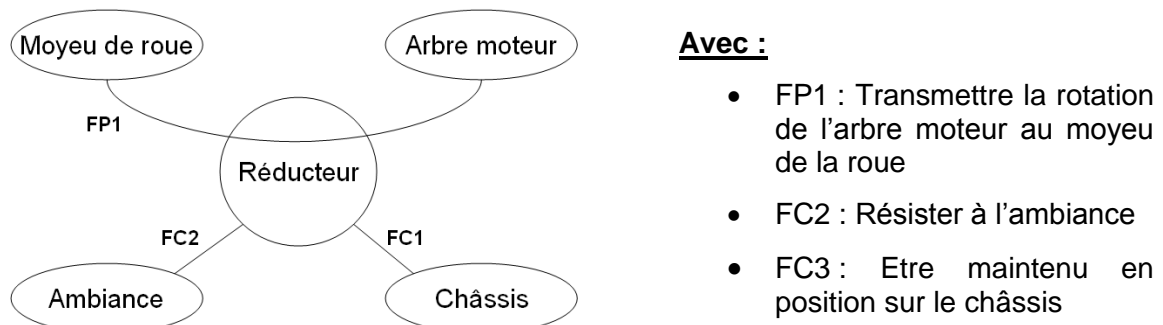 Moyeu de roue
Arbre moteur
FP1
Réducteur
FC2
FC1
Ambiance
Châssis
Avec :
• FP1 : Transmettre la rotation
de l'arbre moteur au moyeu
de la roue
• FC2 : Résister à l'ambiance
• FC3 : Etre maintenu en
position sur le châssis